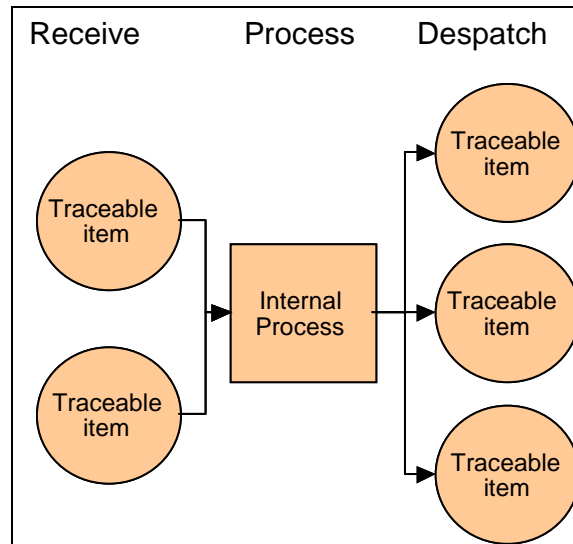 Receive Process Despatch
Traceable
item
Traceable
item
Internal
Process
Traceable
item
Traceable
item
Traceable
item